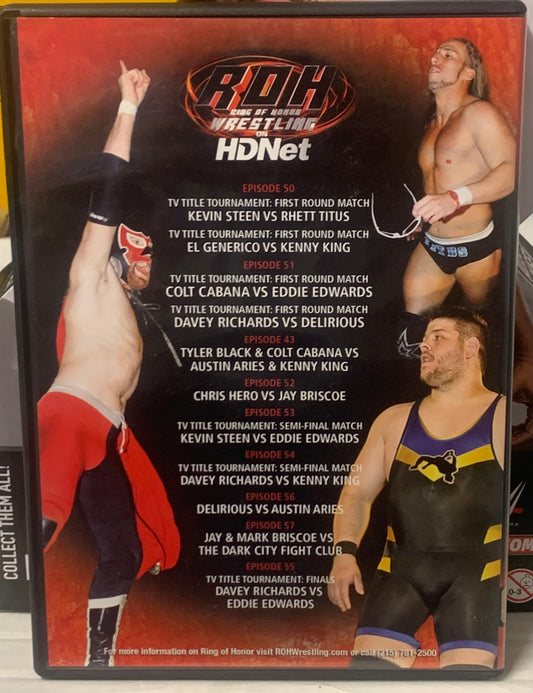 ROH
RING OF HONOR
WRESTLING
ON
HDNet
EPISODE 50
TV TITLE TOURNAMENT: FIRST ROUND MATCH
KEVIN STEEN VS RHETT TITUS
TV TITLE TOURNAMENT: FIRST ROUND MATCH
EL GENERICO VS KENNY KING
EPISODE 51
TV TITLE TOURNAMENT: FIRST ROUND MATCH
COLT CABANA VS EDDIE EDWARDS
TV TITLE TOURNAMENT: FIRST ROUND MATCH
DAVEY RICHARDS VS DELIRIOUS
EPISODE 43
TYLER BLACK & COLT CABANA VS
AUSTIN ARIES & KENNY KING
EPISODE 52
CHRIS HERO VS JAY BRISCOE
EPISODE 53
TV TITLE TOURNAMENT: SEMI-FINAL MATCH
KEVIN STEEN VS EDDIE EDWARDS
EPISODE 54
TV TITLE TOURNAMENT: SEMI-FINAL MATCH
DAVEY RICHARDS VS KENNY KING
EPISODE 56
DELIRIOUS VS AUSTIN ARIES
EPISODE 57
JAY & MARK BRISCOE VS
THE DARK CITY FIGHT CLUB
EPISODE 55
TV TITLE TOURNAMENT: FINALS
DAVEY RICHARDS VS
EDDIE EDWARDS
For more information on Ring of Honor visit ROHWrestling.com or call (215) 781-2500
COLLECT THEM ALL!
0-3